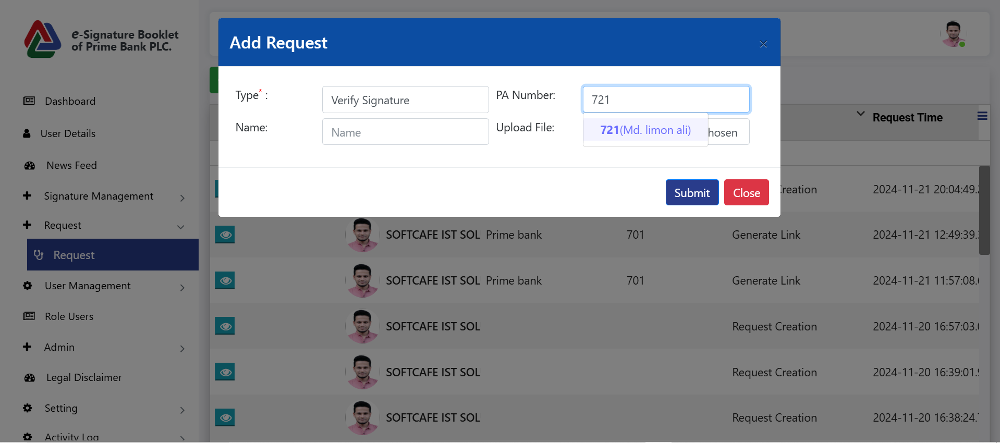 e-Signature Booklet
of Prime Bank PLC.
Dashboard
User Details
News Feed
Signature Management
Request
Request
User Management
Role Users
Admin
Legal Disclaimer
Setting
Activity Log
Add Request
×
Type* :
Verify Signature
PA Number:
721
721(Md. limon ali)
Name:
Name
Upload File:
hosen
Submit
Close
Request Time
Creation 2024-11-21 20:04:49.
SOFTCAFE IST SOL Prime bank 701 Generate Link 2024-11-21 12:49:39.
SOFTCAFE IST SOL Prime bank 701 Generate Link 2024-11-21 11:57:08.
SOFTCAFE IST SOL Request Creation 2024-11-20 16:57:03.
SOFTCAFE IST SOL Request Creation 2024-11-20 16:39:01.
SOFTCAFE IST SOL Request Creation 2024-11-20 16:38:24.